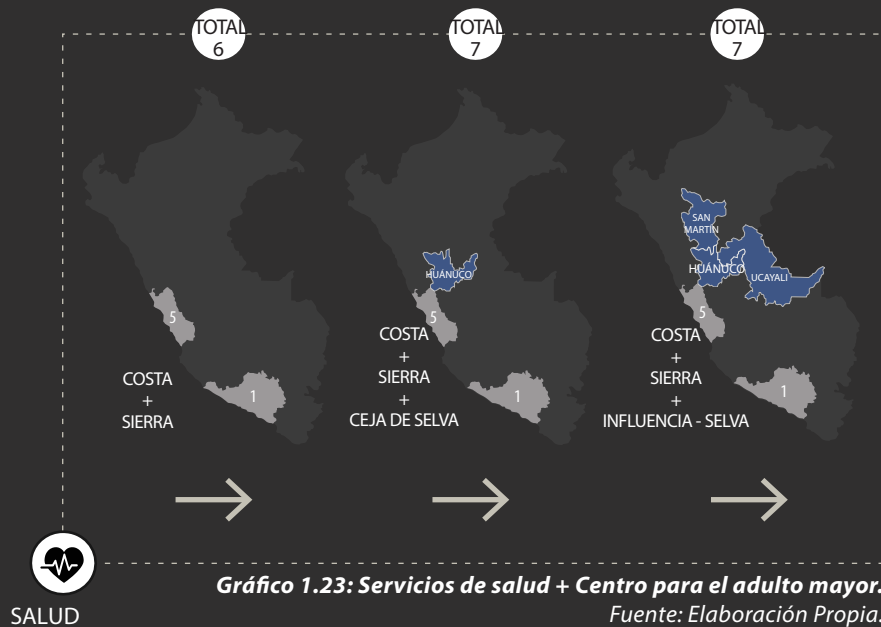 TOTAL
6
TOTAL
7
TOTAL
7
5
1
COSTA
+
SIERRA
HUÁNUCO
5
1
COSTA
+
SIERRA
+
CEJA DE SELVA
SAN
MARTÍN
HUÁNUCO
UCAYALI
5
1
COSTA
+
SIERRA
+
INFLUENCIA - SELVA
SALUD
Gráfico 1.23: Servicios de salud + Centro para el adulto mayor.
Fuente: Elaboración Propia.